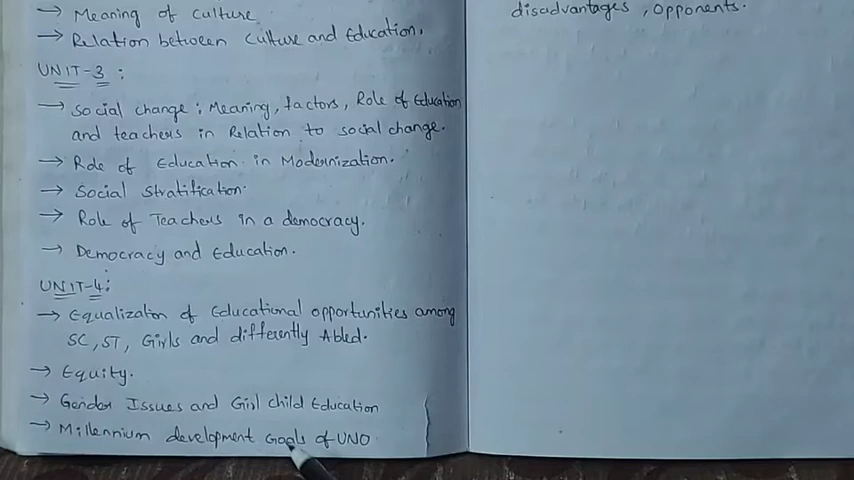 → Meaning of Culture
→ Relation between Culture and Education.
UNIT-3 :
→ Social change : Meaning, factors, Role of Education
and teachers in Relation to social change.
→ Role of Education in Modernization.
→ Social Stratification.
→ Role of Teachers in a democracy.
→ Democracy and Education.
UNIT-4 :
→ Equalization of Educational opportunities among
SC, ST, Girls and differently Abled.
→ Equity.
→ Gender Issues and Girl Child Education
→ Millennium development Goals of UNO.
disadvantages, opponents.